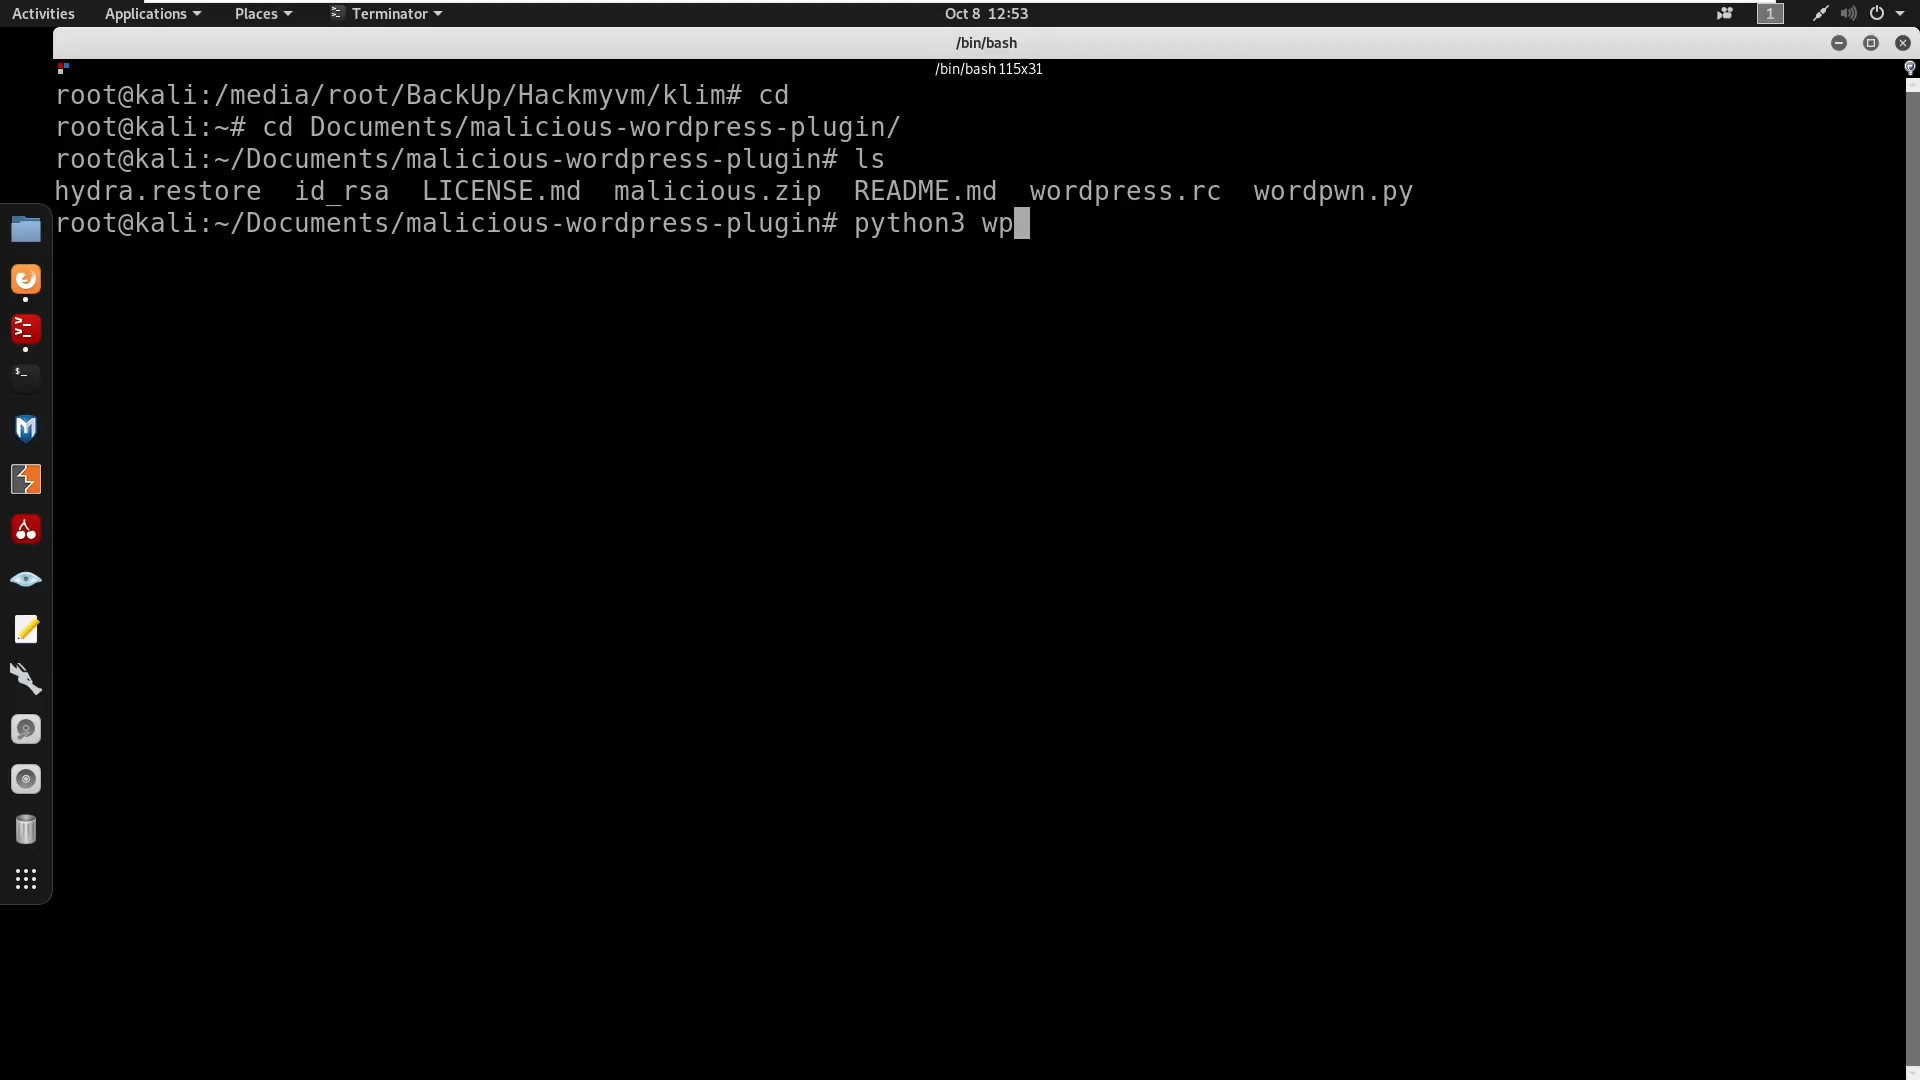 Activities Applications Places Terminator Oct 8 12:53 1
/bin/bash
/bin/bash 115x31
root@kali:/media/root/BackUp/Hackmyvm/klim# cd
root@kali:~# cd Documents/malicious-wordpress-plugin/
root@kali:~/Documents/malicious-wordpress-plugin# ls
hydra.restore id_rsa LICENSE.md malicious.zip README.md wordpress.rc wordpwn.py
root@kali:~/Documents/malicious-wordpress-plugin# python3 wp